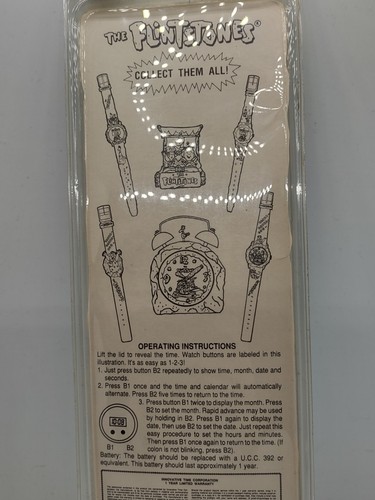 THE FLINTSTONES®
COLLECT THEM ALL!
THE FLINTSTONES
OPERATING INSTRUCTIONS
Lift the lid to reveal the time. Watch buttons are labeled in this
illustration. It's as easy as 1-2-3!
1. Just press button B2 repeatedly to show time, month, date and
seconds.
2. Press B1 once and the time and calendar will automatically
alternate. Press B2 five times to return to the time.
3. Press button B1 twice to display the month. Press
B2 to set the month. Rapid advance may be used
by holding in B2. Press B1 again to display the
date, then use B2 to set the date. Just repeat this
easy procedure to set the hours and minutes.
Then press B1 once again to return to time. (If
colon is not blinking, press B2).
B1 B2
Battery: The battery should be replaced with a U.C.C. 392 or
equivalent. This battery should last approximately 1 year.
INNOVATIVE TIME CORPORATION
1 YEAR LIMITED WARRANTY